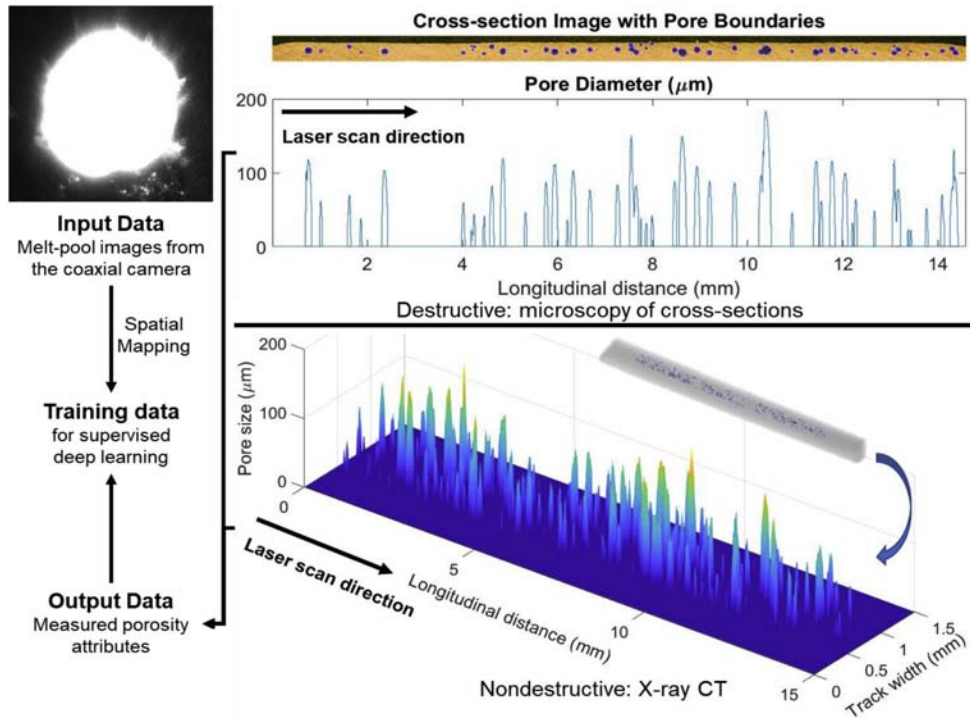 Cross-section Image with Pore Boundaries
Pore Diameter (μm)
200
100
0
Laser scan direction
2
4
6
8
10
12
14
Longitudinal distance (mm)
Destructive: microscopy of cross-sections
Input Data
Melt-pool images from
the coaxial camera
Spatial
Mapping
Training data
for supervised
deep learning
Output Data
Measured porosity
attributes
200
100
0
Pore size (μm)
0
5
10
15
Laser scan direction
Longitudinal distance (mm)
0
0.5
1
1.5
Track width (mm)
Nondestructive: X-ray CT